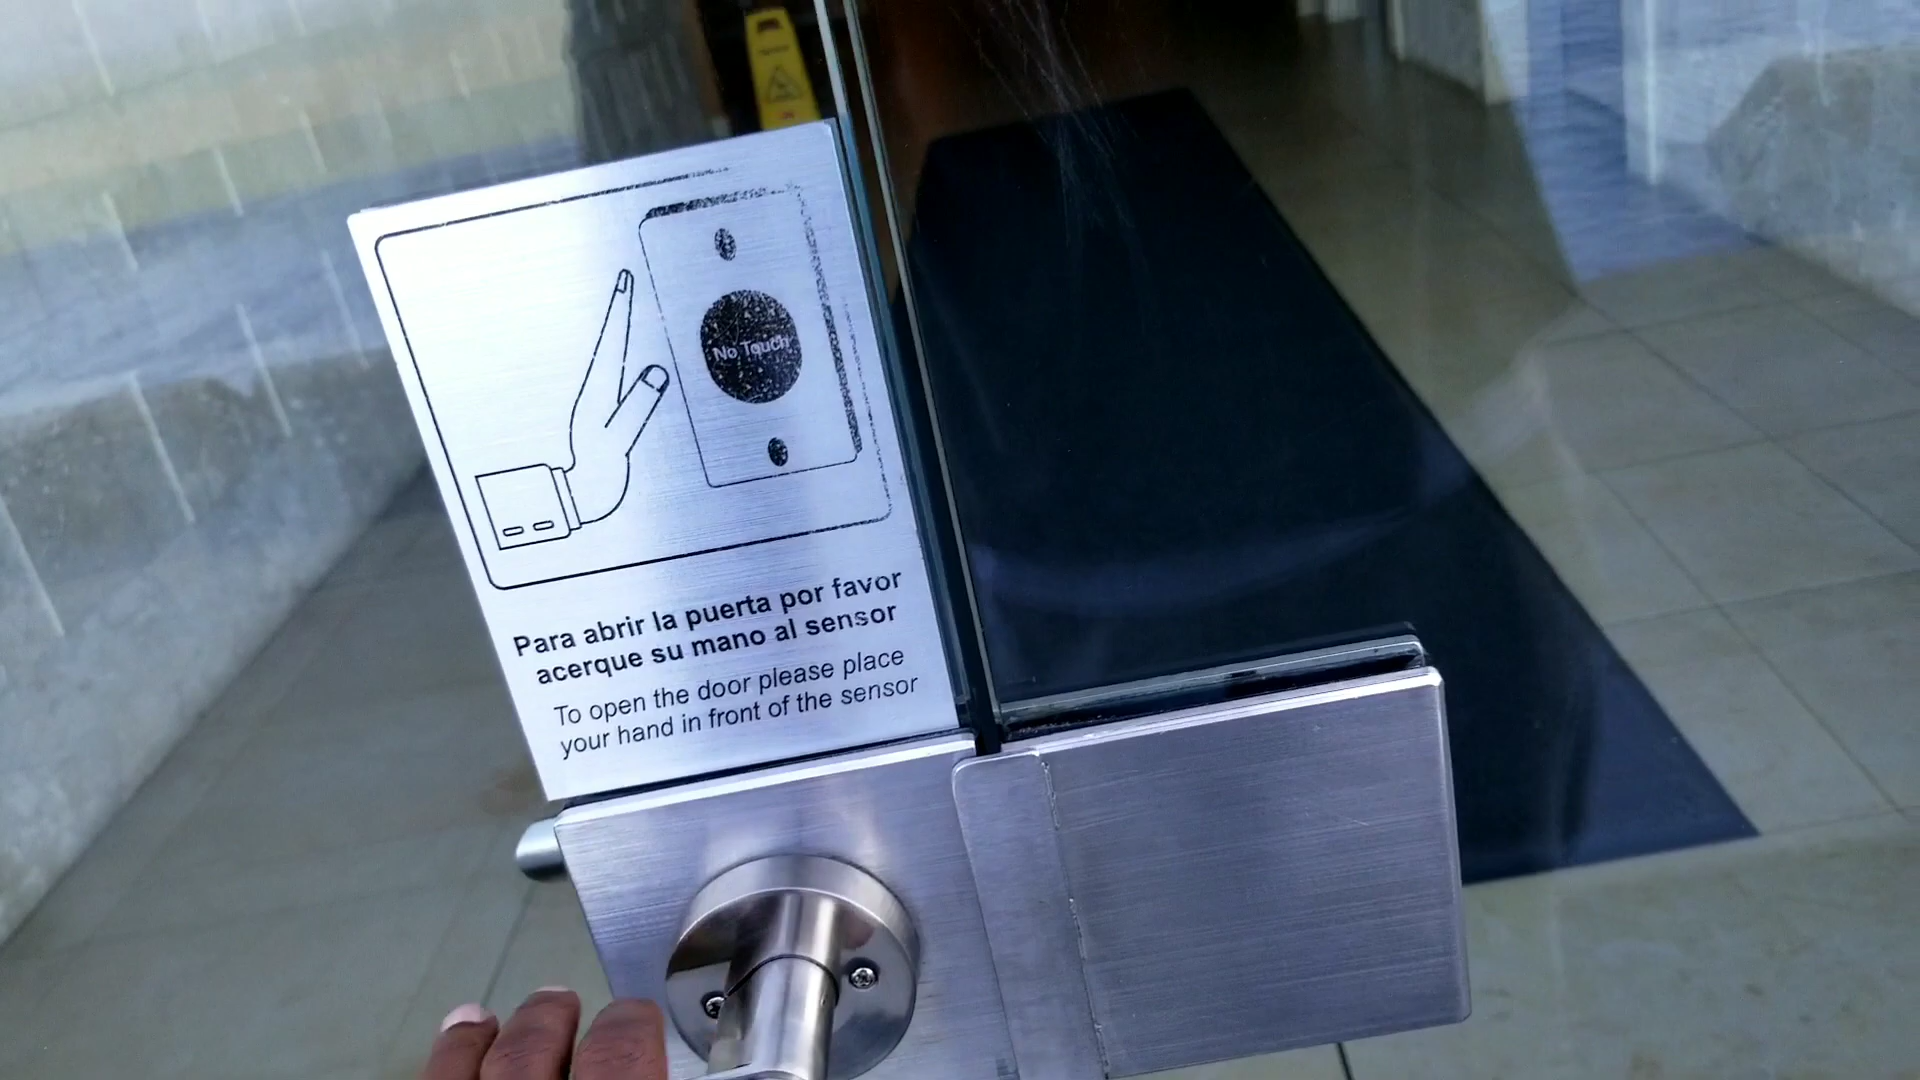 No Touch
Para abrir la puerta por favor
acerque su mano al sensor
To open the door please place
your hand in front of the sensor